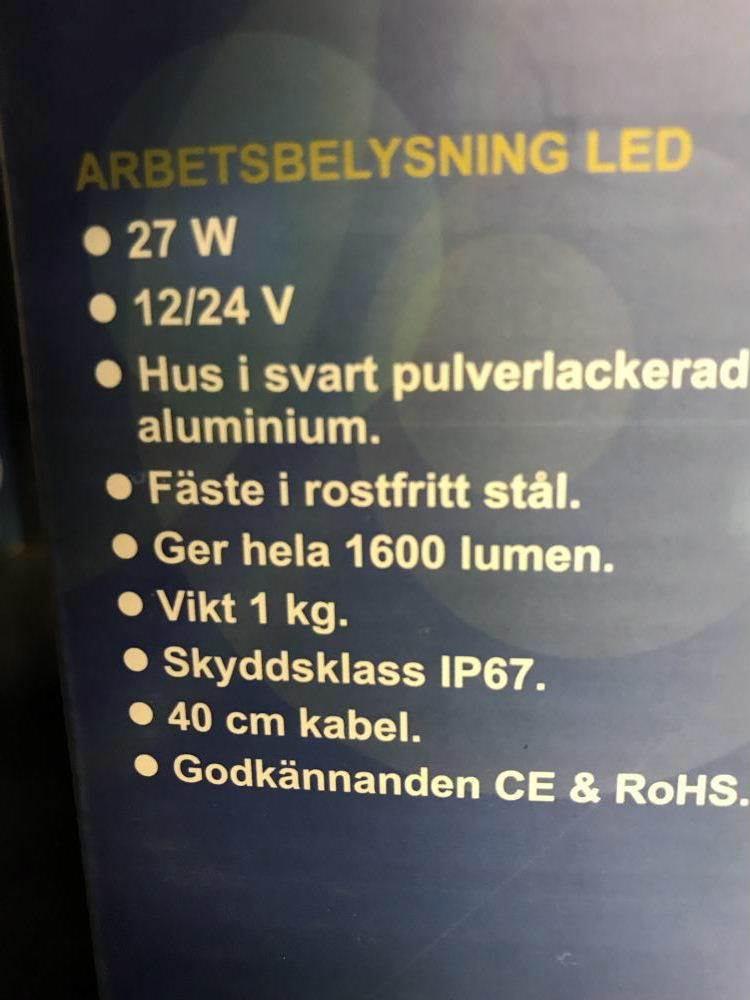 ARBETSBELYSNING LED
● 27 W
● 12/24 V
● Hus i svart pulverlackerad
aluminium.
● Fäste i rostfritt stål.
● Ger hela 1600 lumen.
● Vikt 1 kg.
● Skyddsklass IP67.
● 40 cm kabel.
● Godkännanden CE & RoHS.